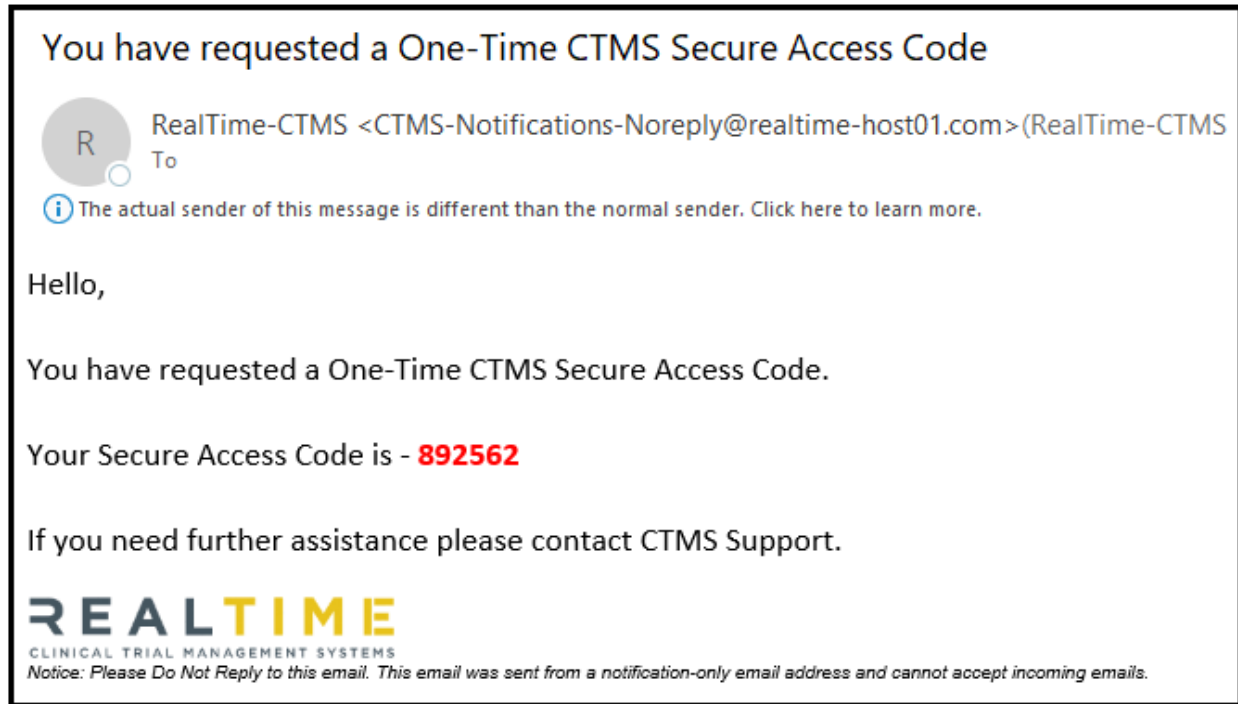 You have requested a One-Time CTMS Secure Access Code
R
RealTime-CTMS <CTMS-Notifications-Noreply@realtime-host01.com>(RealTime-CTMS
To
i The actual sender of this message is different than the normal sender. Click here to learn more.
Hello,
You have requested a One-Time CTMS Secure Access Code.
Your Secure Access Code is - 892562
If you need further assistance please contact CTMS Support.
REALTIME
CLINICAL TRIAL MANAGEMENT SYSTEMS
Notice: Please Do Not Reply to this email. This email was sent from a notification-only email address and cannot accept incoming emails.